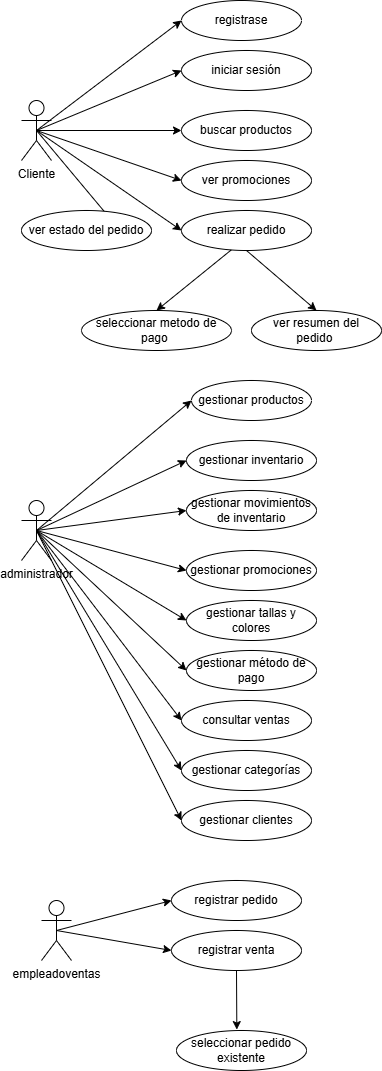 registrase
iniciar sesión
buscar productos
Cliente
ver promociones
ver estado del pedido
realizar pedido
seleccionar metodo de
pago
ver resumen del
pedido
gestionar productos
gestionar inventario
gestionar movimientos
de inventario
administrador
gestionar promociones
gestionar tallas y
colores
gestionar método de
pago
consultar ventas
gestionar categorías
gestionar clientes
registrar pedido
registrar venta
empleadoventas
seleccionar pedido
existente